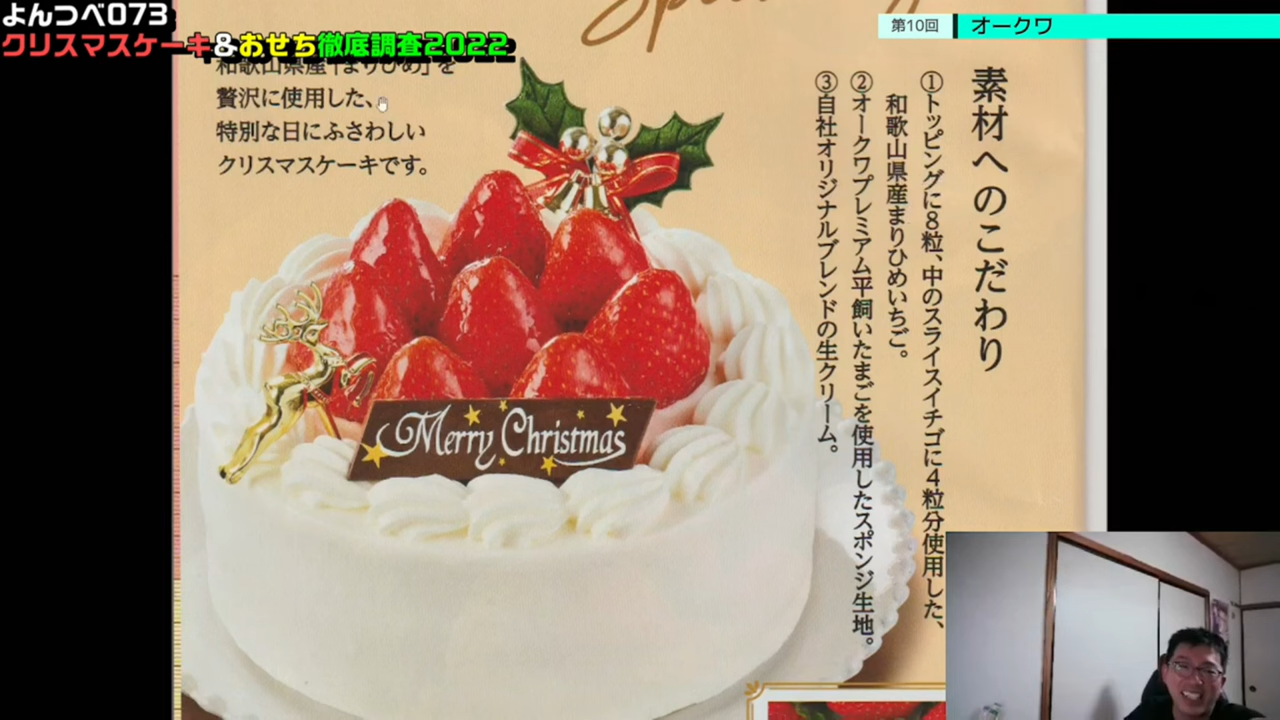 よんつべ073
クリスマスケーキ&おせち徹底調査2022
第10回
オークワ
和歌山県産「まりひめ」を
贅沢に使用した、
特別な日にふさわしい
クリスマスケーキです。
素材へのこだわり
①トッピングに8粒、中のスライスイチゴに4粒分使用した、
和歌山県産まりひめいちご。
②オークワプレミアム平飼いたまごを使用したスポンジ生地。
③自社オリジナルブレンドの生クリーム。
Merry Christmas